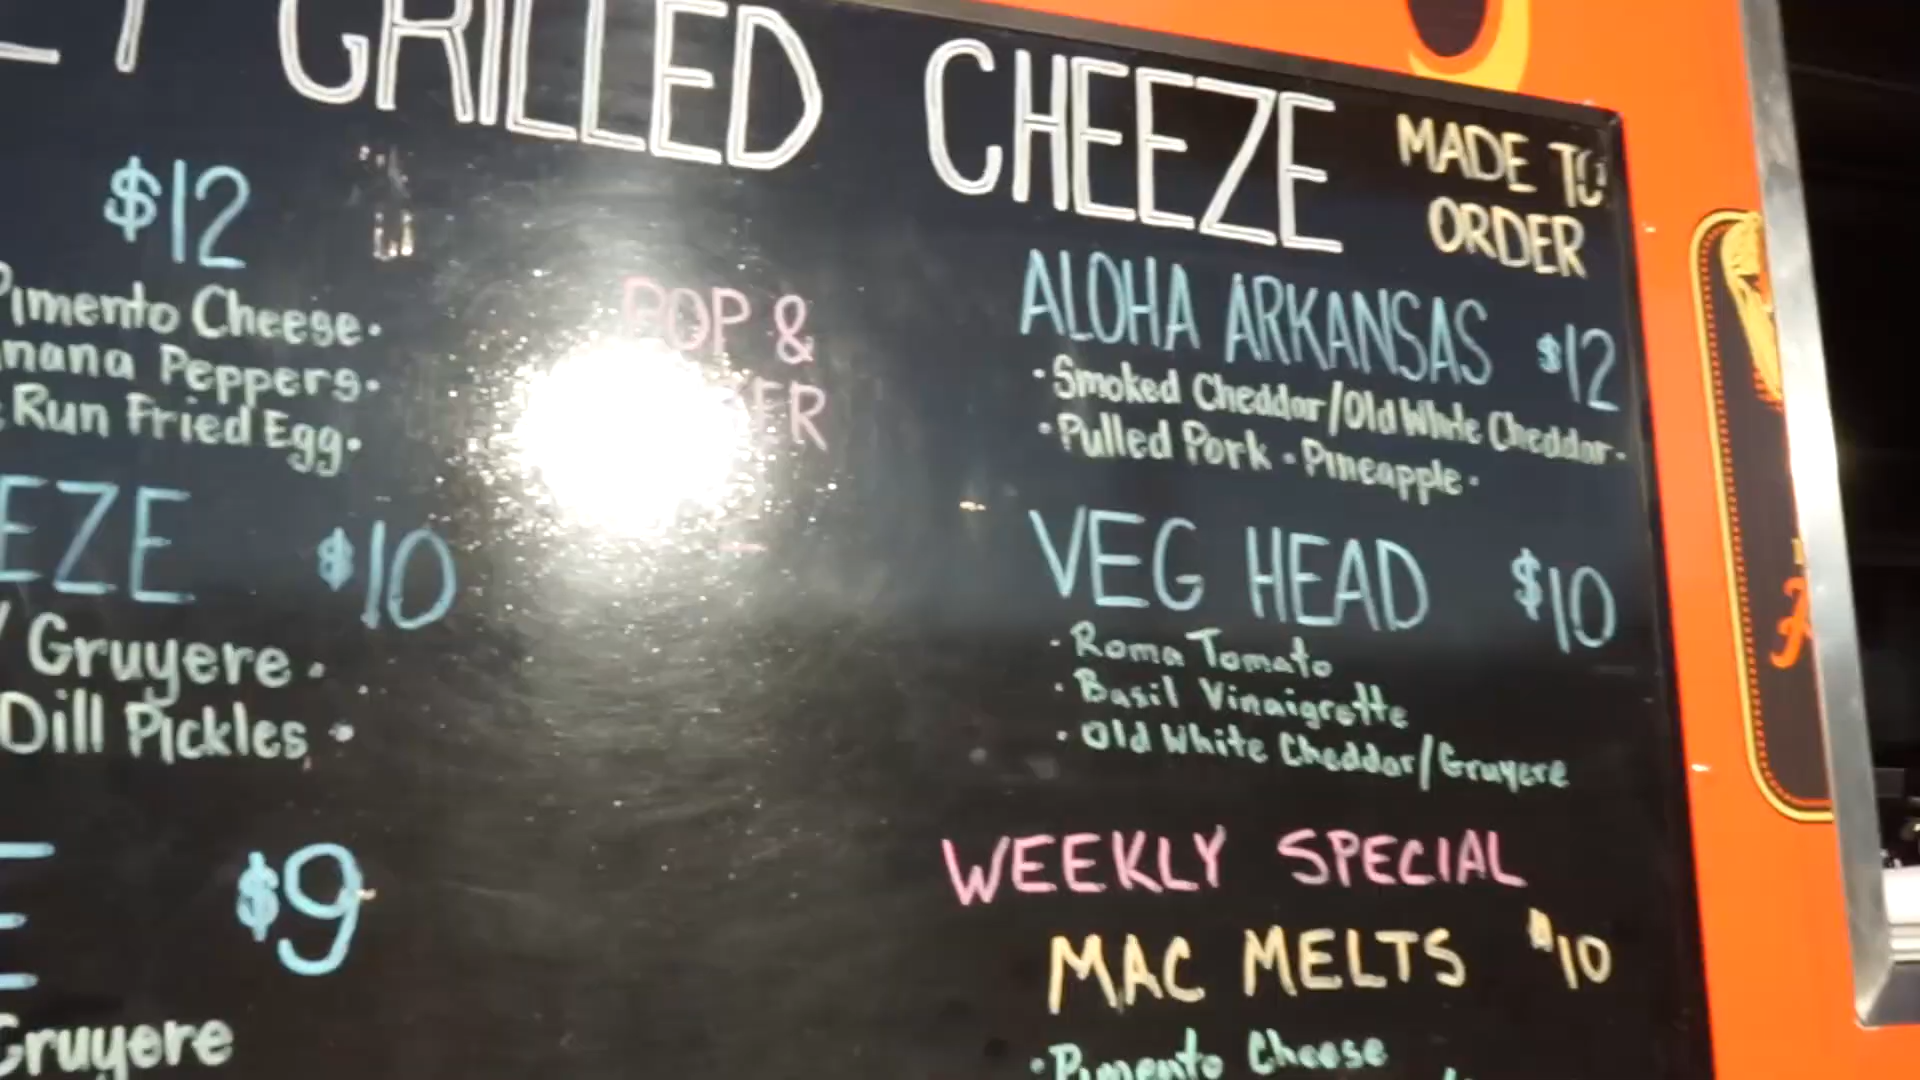 GRILLED CHEEZE
MADE TO
ORDER
$12
Pimento Cheese.
Peppers.
Run Fried Egg.
$10
/ Gruyere.
Dill Pickles.
$9
Gruyere
POP &
ALOHA ARKANSAS $12
· Smoked Cheddar/Old White Cheddar.
· Pulled Pork · Pineapple ·
VEG HEAD $10
· Roma Tomato
· Basil Vinaigrette
· Old White Cheddar/Gruyere
WEEKLY SPECIAL
MAC MELTS $10
· Pimento Cheese